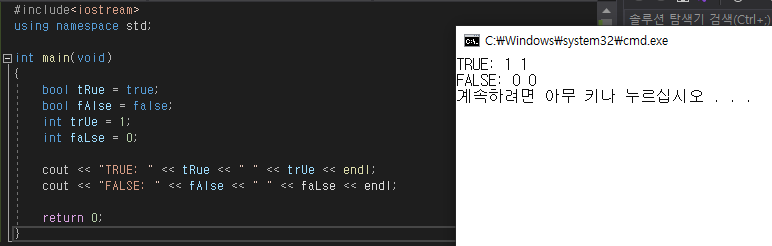 #include<iostream>
using namespace std;
int main(void)
{
bool tRue = true;
bool fAlse = false;
int trUe = 1;
int faLse = 0;
cout << "TRUE: " << tRue << " " << trUe << endl;
cout << "FALSE: " << fAlse << " " << faLse << endl;
return 0;
}
솔루션 탐색기 검색(Ctrl+;)
C:\Windows\system32\cmd.exe
TRUE: 1 1
FALSE: 0 0
계속하려면 아무 키나 누르십시오 . . .